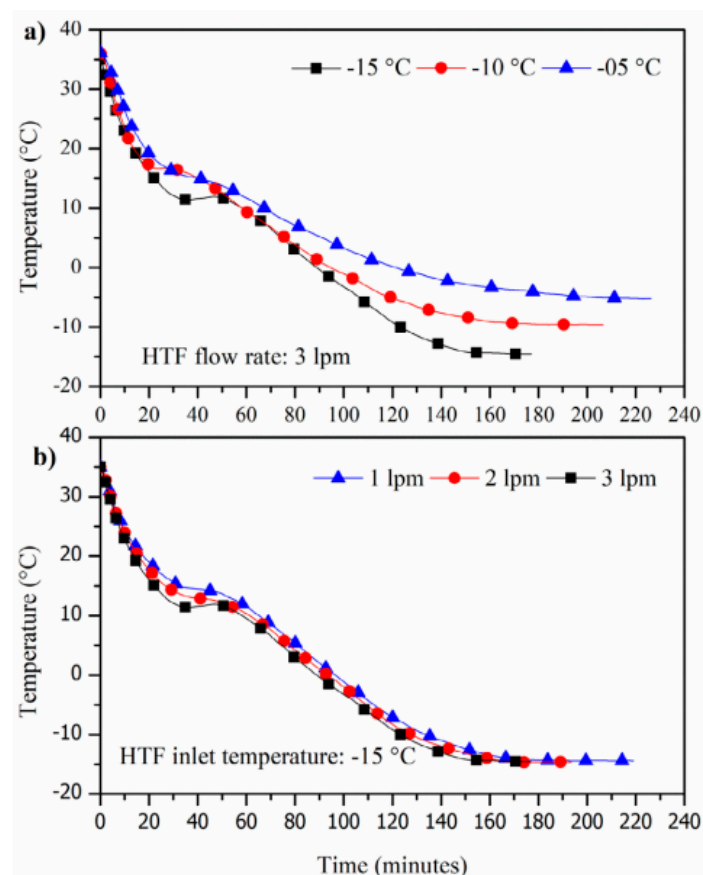 a)
40
-15 °C
-10 °C
-05 °C
30
20
10
0
-10
-20
Temperature (°C)
HTF flow rate: 3 lpm
0 20 40 60 80 100 120 140 160 180 200 220 240
b)
40
1 lpm
2 lpm
3 lpm
30
20
10
0
-10
-20
Temperature (°C)
HTF inlet temperature: -15 °C
0 20 40 60 80 100 120 140 160 180 200 220 240
Time (minutes)